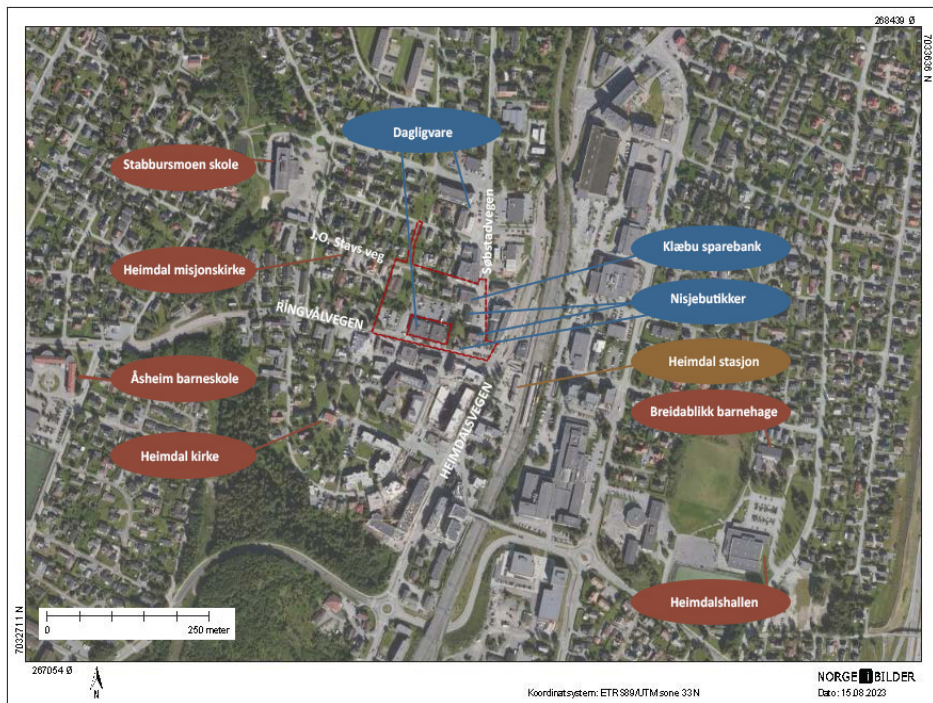 268439 Ø
7033636 N
Dagligvare
Stabbursmoen skole
Søbstadvegen
J.O. Stavs veg
Klæbu sparebank
Heimdal misjonskirke
Nisjebutikker
RINGVÅLVEGEN
Heimdal stasjon
Åsheim barneskole
Breidablikk barnehage
HEIMDALSVEGEN
Heimdal kirke
Heimdalshallen
0 250 meter
7032711 N
267054 Ø
N
NORGE i BILDER
Koordinatsystem: ETRS89/UTM sone 33N
Dato: 15.08.2023